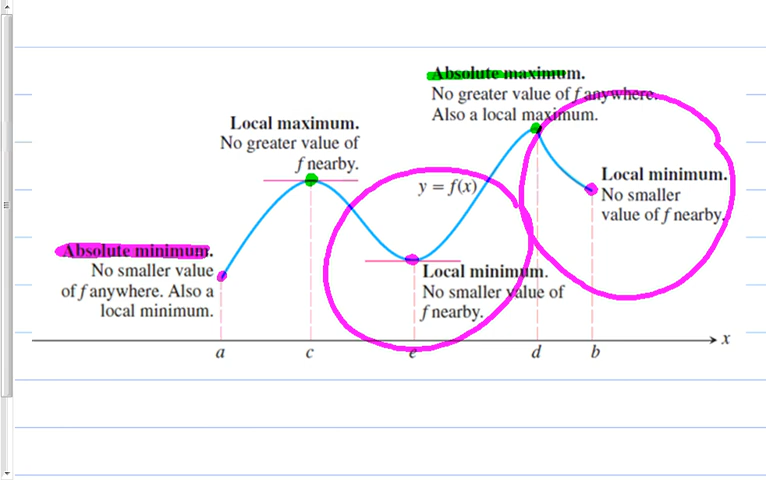 Absolute maximum.
No greater value of f anywhere.
Also a local maximum.
Local maximum.
No greater value of
f nearby.
y = f(x)
Local minimum.
No smaller
value of f nearby.
Absolute minimum.
No smaller value
of f anywhere. Also a
local minimum.
Local minimum.
No smaller value of
f nearby.
a c e d b x